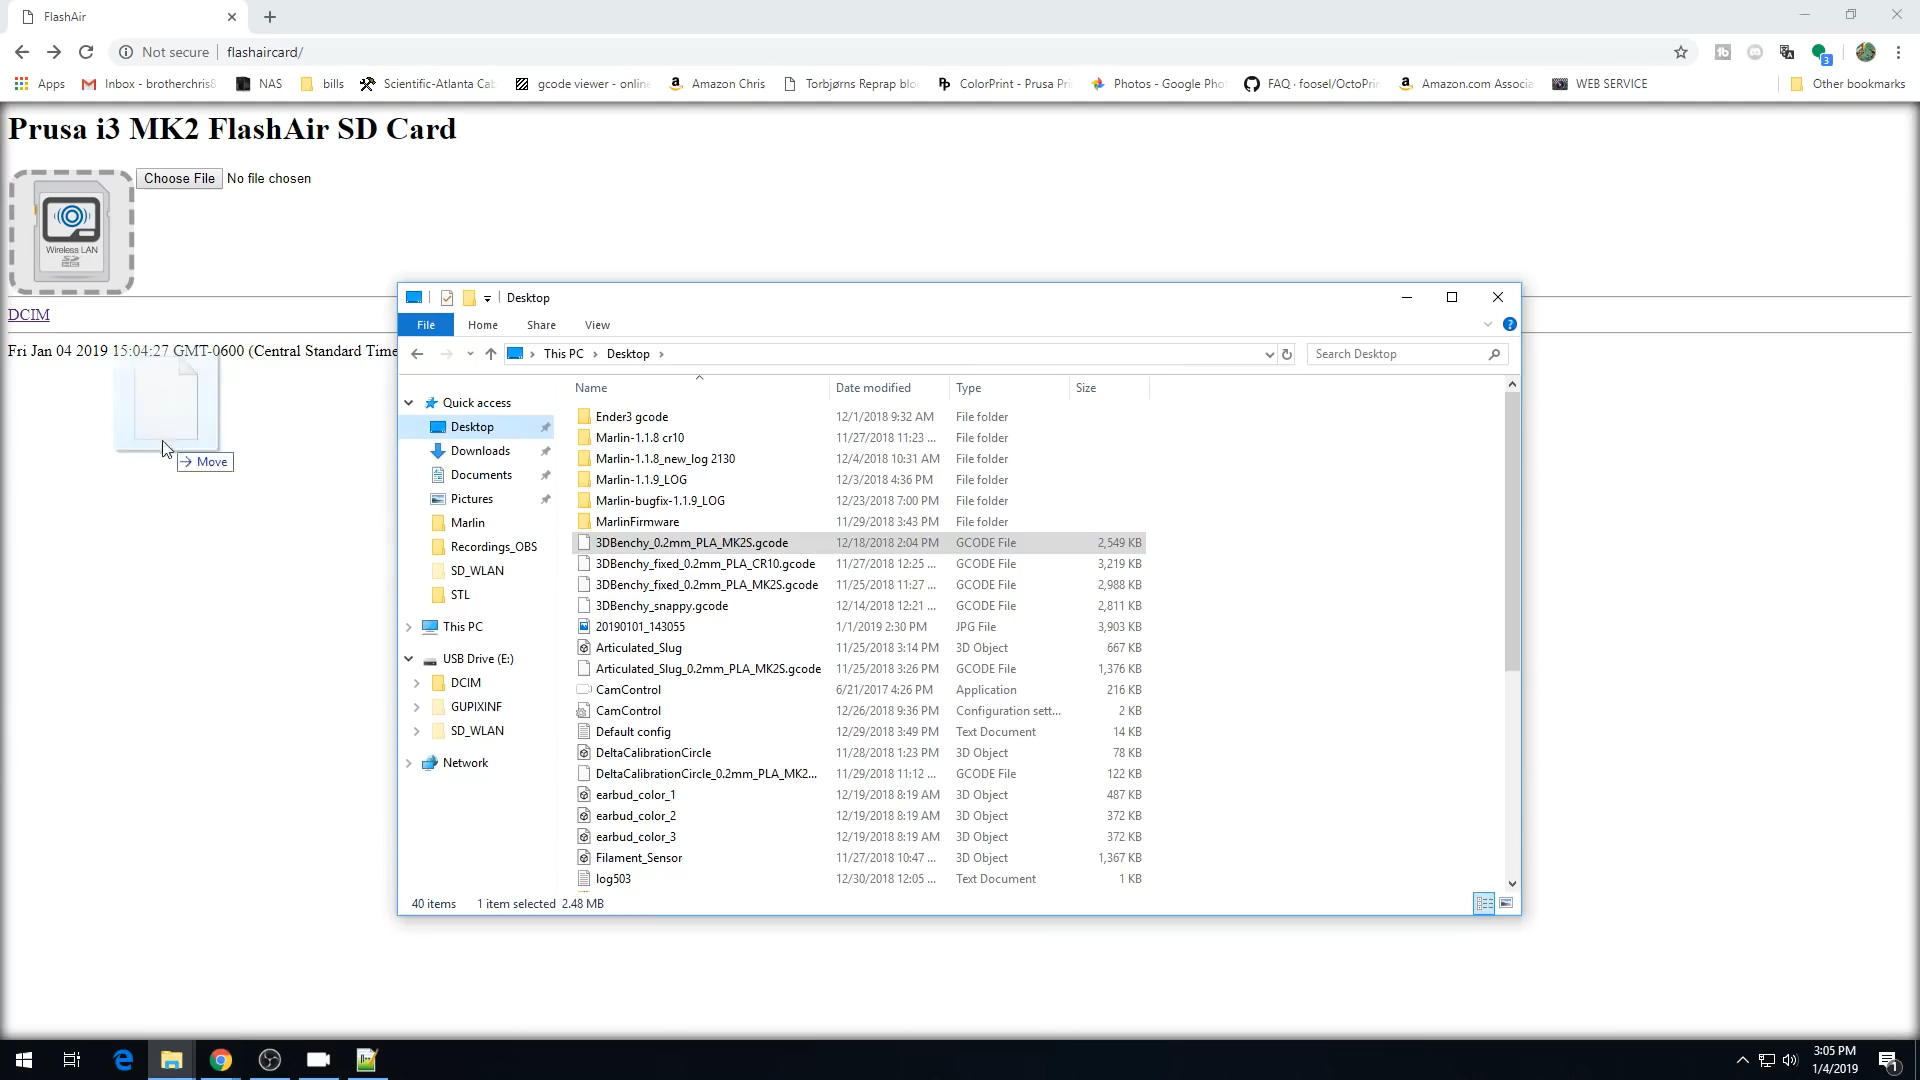 FlashAir
Not secure
flashaircard/
Apps
Inbox - brotherchris8
NAS
bills
Scientific-Atlanta Cab
gcode viewer - online
Amazon Chris
Torbjørns Reprap blo
ColorPrint - Prusa Pri
Photos - Google Pho
FAQ · foosel/OctoPri
Amazon.com Associa
WEB SERVICE
Other bookmarks
Prusa i3 MK2 FlashAir SD Card
Choose File No file chosen
Wireless LAN
DCIM
Fri Jan 04 2019 15:04:27 GMT-0600 (Central Standard Time
Move
Desktop
File Home Share View
This PC > Desktop >
Search Desktop
Quick access
Desktop
Downloads
Documents
Pictures
Marlin
Recordings_OBS
SD_WLAN
STL
This PC
USB Drive (E:)
DCIM
GUPIXINF
SD_WLAN
Network
Name Date modified Type Size
Ender3 gcode 12/1/2018 9:32 AM File folder
Marlin-1.1.8 cr10 11/27/2018 11:23 ... File folder
Marlin-1.1.8_new_log 2130 12/4/2018 10:31 AM File folder
Marlin-1.1.9_LOG 12/3/2018 4:36 PM File folder
Marlin-bugfix-1.1.9_LOG 12/23/2018 7:00 PM File folder
MarlinFirmware 11/29/2018 3:43 PM File folder
3DBenchy_0.2mm_PLA_MK2S.gcode 12/18/2018 2:04 PM GCODE File 2,549 KB
3DBenchy_fixed_0.2mm_PLA_CR10.gcode 11/27/2018 12:25 ... GCODE File 3,219 KB
3DBenchy_fixed_0.2mm_PLA_MK2S.gcode 11/25/2018 11:27 ... GCODE File 2,988 KB
3DBenchy_snappy.gcode 12/14/2018 12:21 ... GCODE File 2,811 KB
20190101_143055 1/1/2019 2:30 PM JPG File 3,903 KB
Articulated_Slug 11/25/2018 3:14 PM 3D Object 667 KB
Articulated_Slug_0.2mm_PLA_MK2S.gcode 11/25/2018 3:26 PM GCODE File 1,376 KB
CamControl 6/21/2017 4:26 PM Application 216 KB
CamControl 12/26/2018 9:36 PM Configuration sett... 2 KB
Default config 12/29/2018 3:49 PM Text Document 14 KB
DeltaCalibrationCircle 11/28/2018 1:23 PM 3D Object 78 KB
DeltaCalibrationCircle_0.2mm_PLA_MK2... 11/29/2018 11:12 ... GCODE File 122 KB
earbud_color_1 12/19/2018 8:19 AM 3D Object 487 KB
earbud_color_2 12/19/2018 8:19 AM 3D Object 372 KB
earbud_color_3 12/19/2018 8:19 AM 3D Object 372 KB
Filament_Sensor 11/27/2018 10:47 ... 3D Object 1,367 KB
log503 12/30/2018 12:05 ... Text Document 1 KB
40 items 1 item selected 2.48 MB
3:05 PM
1/4/2019